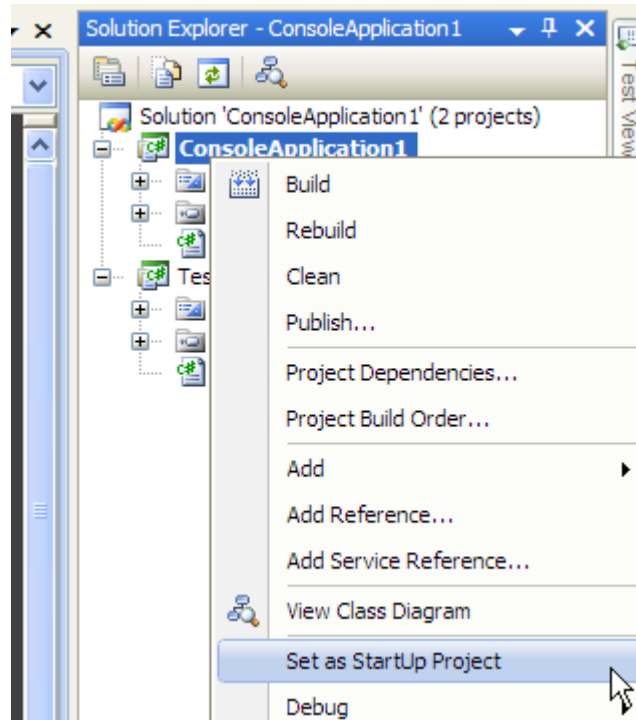 Solution Explorer - ConsoleApplication1
Solution 'ConsoleApplication1' (2 projects)
ConsoleApplication1
Tes
Build
Rebuild
Clean
Publish...
Project Dependencies...
Project Build Order...
Add
Add Reference...
Add Service Reference...
View Class Diagram
Set as StartUp Project
Debug
Test View